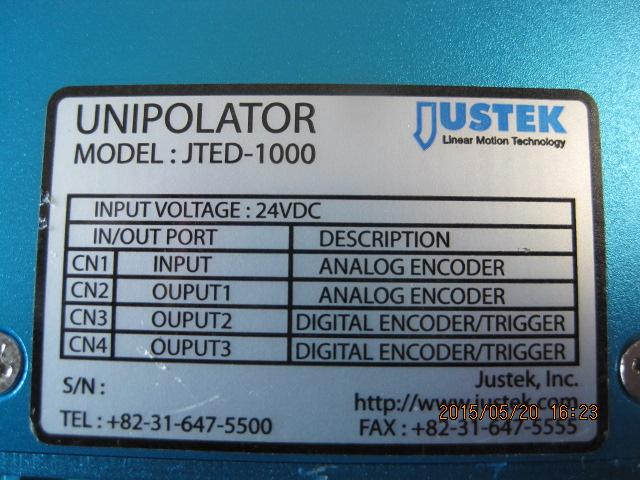 UNIPOLATOR
JUSTEK
Linear Motion Technology
MODEL : JTED-1000
INPUT VOLTAGE : 24VDC
IN/OUT PORT DESCRIPTION
CN1 INPUT ANALOG ENCODER
CN2 OUPUT1 ANALOG ENCODER
CN3 OUPUT2 DIGITAL ENCODER/TRIGGER
CN4 OUPUT3 DIGITAL ENCODER/TRIGGER
S/N :
Justek, Inc.
http://www.justek.com
2015/05/20 16:23
TEL : +82-31-647-5500
FAX : +82-31-647-5555